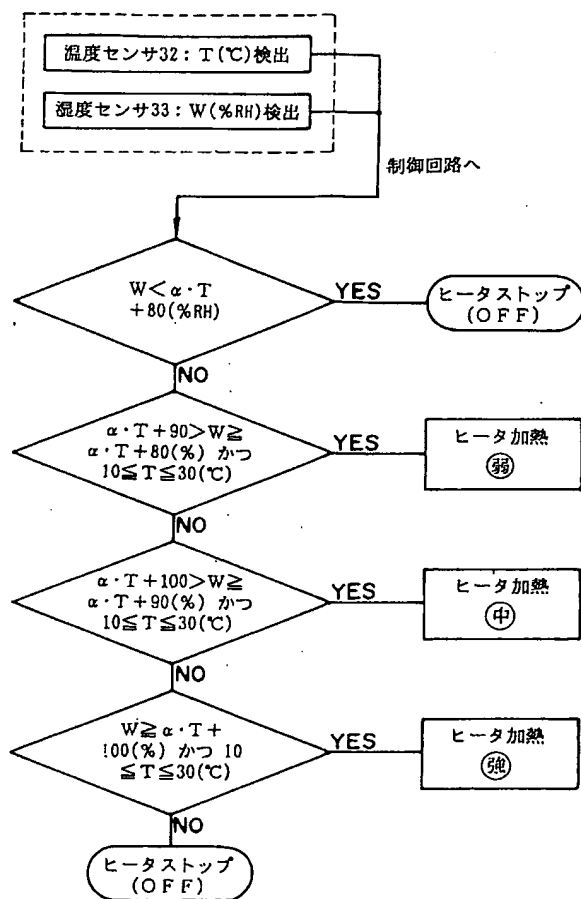 温度センサ32：T(℃)検出
湿度センサ33：W(%RH)検出
制御回路へ
W<α·T
+80(%RH)
YES
ヒータストップ
(OFF)
NO
α·T+90>W≧
α·T+80(%) かつ
10≦T≦30(℃)
YES
ヒータ加熱
弱
NO
α·T+100>W≧
α·T+90(%) かつ
10≦T≦30(℃)
YES
ヒータ加熱
中
NO
W≧α·T+
100(%) かつ 10
≦T≦30(℃)
YES
ヒータ加熱
強
NO
ヒータストップ
(OFF)